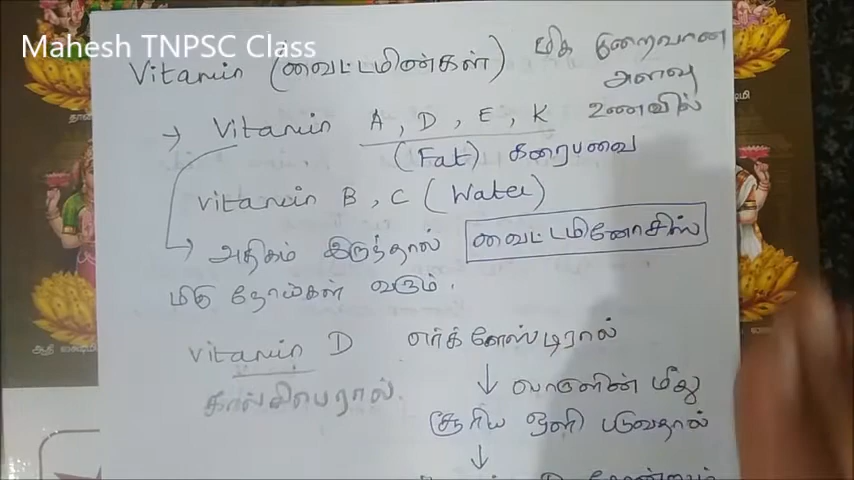 Mahesh TNPSC Class
Vitamin (வைட்டமின்கள்) மிக குறைவான
அளவு
→ Vitamin A, D, E, K உணவில்
(Fat) கரைபவை
Vitamin B, C (Water)
→ அதிகம் இருந்தால் வைட்டமினோசிஸ்
மிகு நோய்கள் வரும்.
Vitamin D எர்க்ளோஸ்டிரால்
கால்சிபெரால்
↓ வாருளின் மீது
சூரிய ஒளி படுவதால்
↓